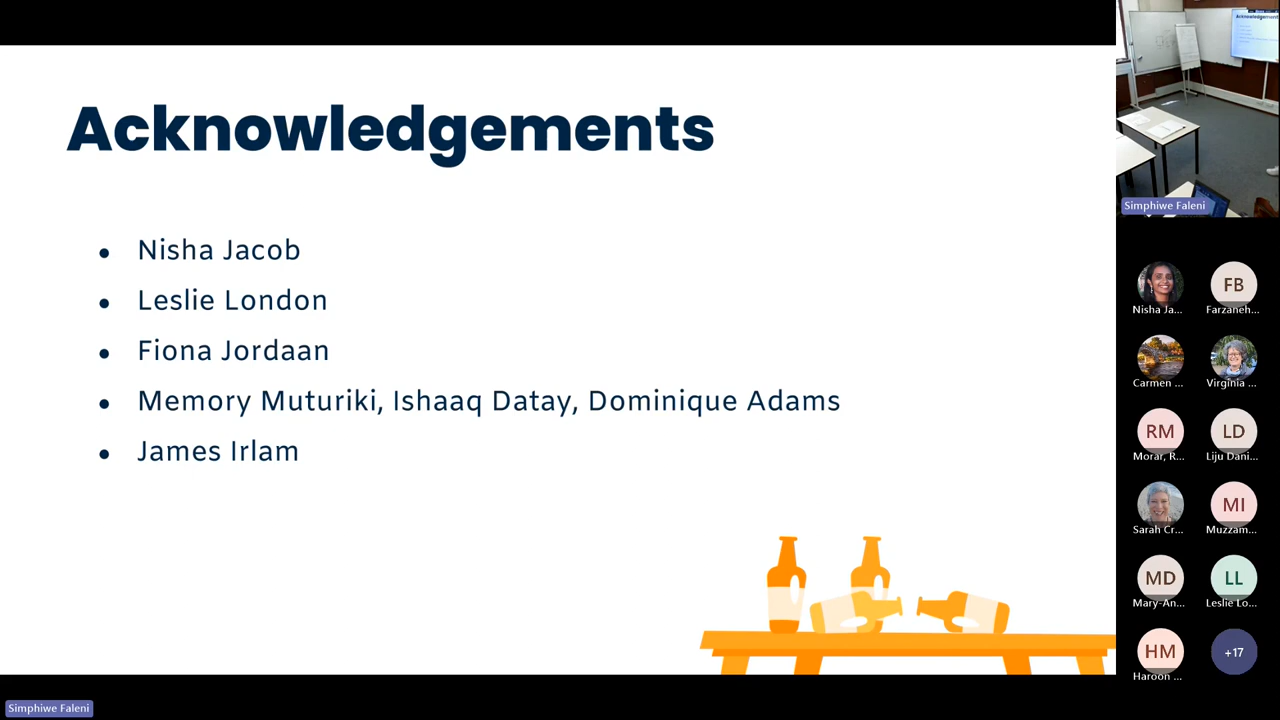 Acknowledgements
Nisha Jacob
Leslie London
Fiona Jordaan
Memory Muturiki, Ishaaq Datay, Dominique Adams
James Irlam
Simphiwe Faleni
Acknowledgement
Simphiwe Faleni
Nisha Ja...
FB
Farzaneh...
Carmen ...
Virginia ...
RM
Morar, R...
LD
Liju Dani...
Sarah Cr...
MI
Muzzam...
MD
Mary-An...
LL
Leslie Lo...
HM
Haroon ...
+17